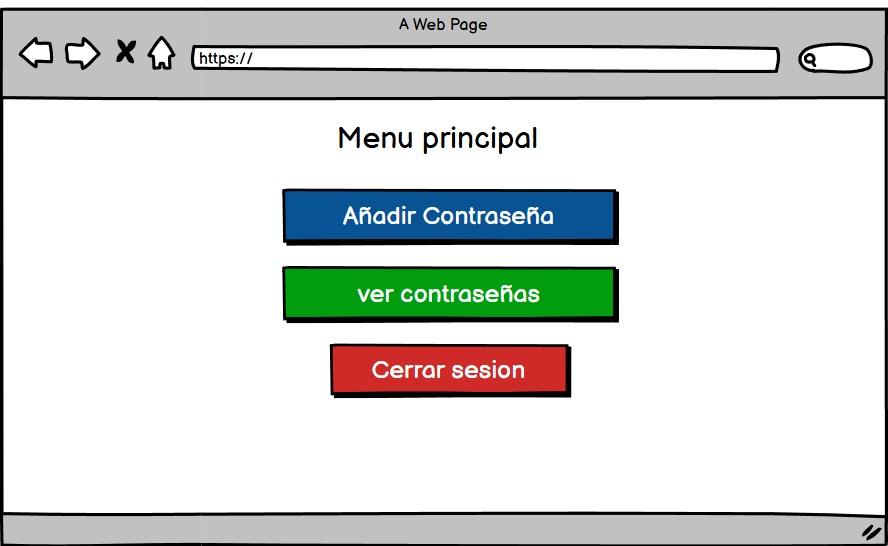 A Web Page
https://
Menu principal
Añadir Contraseña
ver contraseñas
Cerrar sesion